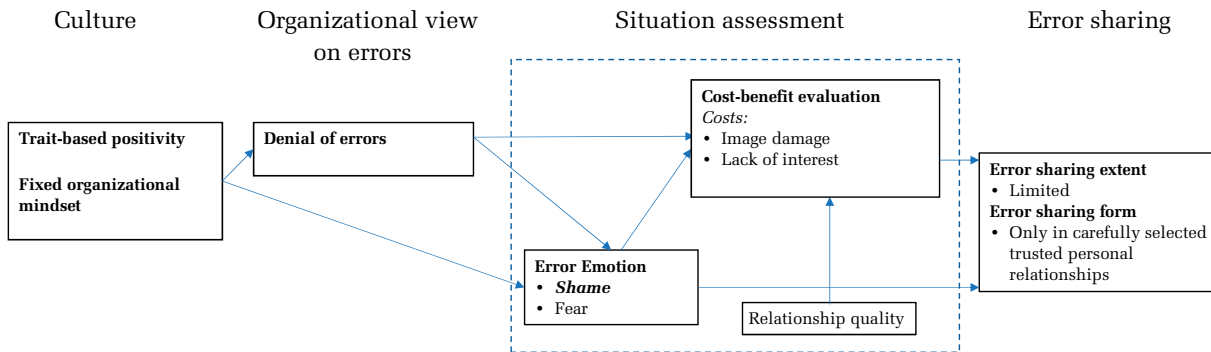 Culture
Organizational view
on errors
Situation assessment
Error sharing
Trait-based positivity
Fixed organizational
mindset
Denial of errors
Cost-benefit evaluation
Costs:
• Image damage
• Lack of interest
Error Emotion
• Shame
• Fear
Relationship quality
Error sharing extent
• Limited
Error sharing form
• Only in carefully selected
trusted personal
relationships